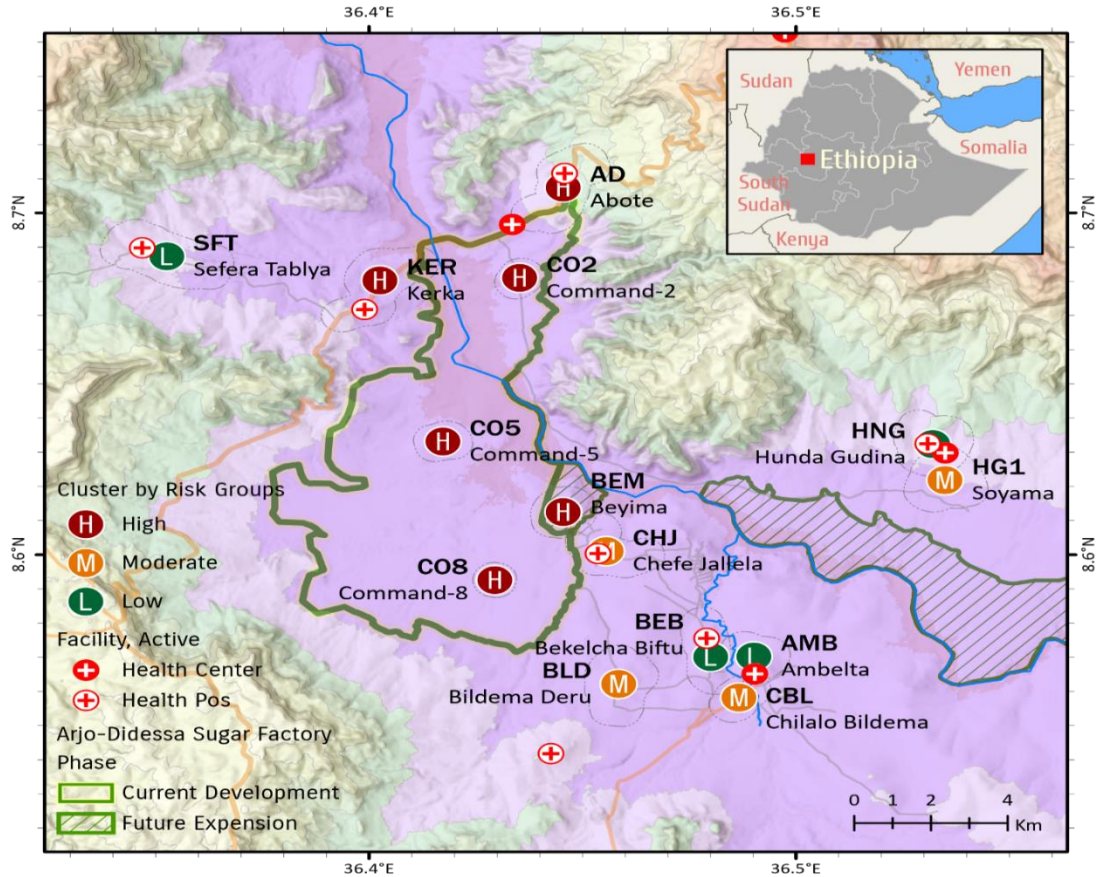 36.4°E
36.5°E
Sudan
Yemen
Ethiopia
Somalia
South
Sudan
Kenya
AD
H
Abote
8.7°N
8.7°N
SFT
L
Sefera Tablya
KER
H
Kerka
CO2
H
Command-2
CO5
H
Command-5
HNG
Hunda Gudina
HG1
M
Soyama
BEM
H
Beyima
CHJ
M
Chefe Jallela
8.6°N
8.6°N
CO8
H
Command-8
BEB
Bekelcha Biftu
L
AMB
L
Ambelta
BLD
Bildema Deru
M
CBL
M
Chilalo Bildema
Cluster by Risk Groups
H High
M Moderate
L Low
Facility, Active
Health Center
Health Pos
Arjo-Didessa Sugar Factory
Phase
Current Development
Future Expension
0 1 2 4
Km
36.4°E
36.5°E